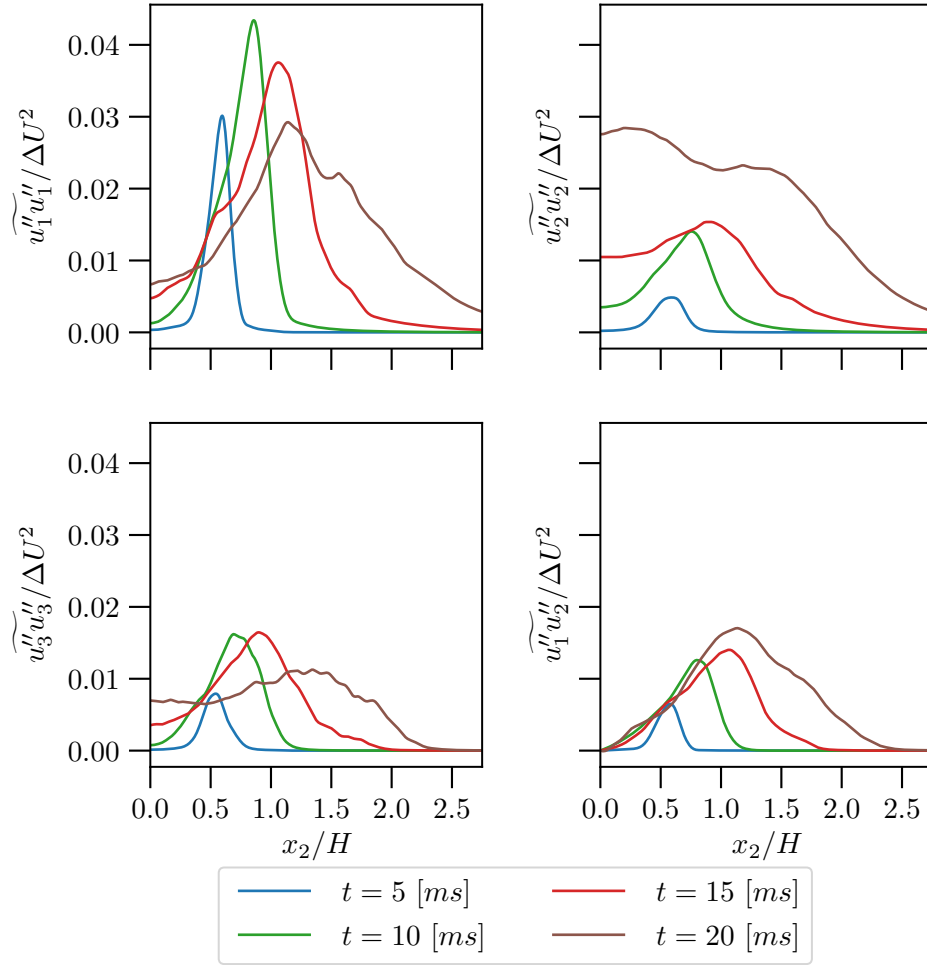 0.04
0.03
0.02
0.01
0.00
$\widetilde{u_1'' u_1''}/\Delta U^2$
$\widetilde{u_2'' u_2''}/\Delta U^2$
0.04
0.03
0.02
0.01
0.00
$\widetilde{u_3'' u_3''}/\Delta U^2$
$\widetilde{u_1'' u_2''}/\Delta U^2$
0.0 0.5 1.0 1.5 2.0 2.5
$x_2/H$
0.0 0.5 1.0 1.5 2.0 2.5
$x_2/H$
t = 5 [ms]
t = 15 [ms]
t = 10 [ms]
t = 20 [ms]